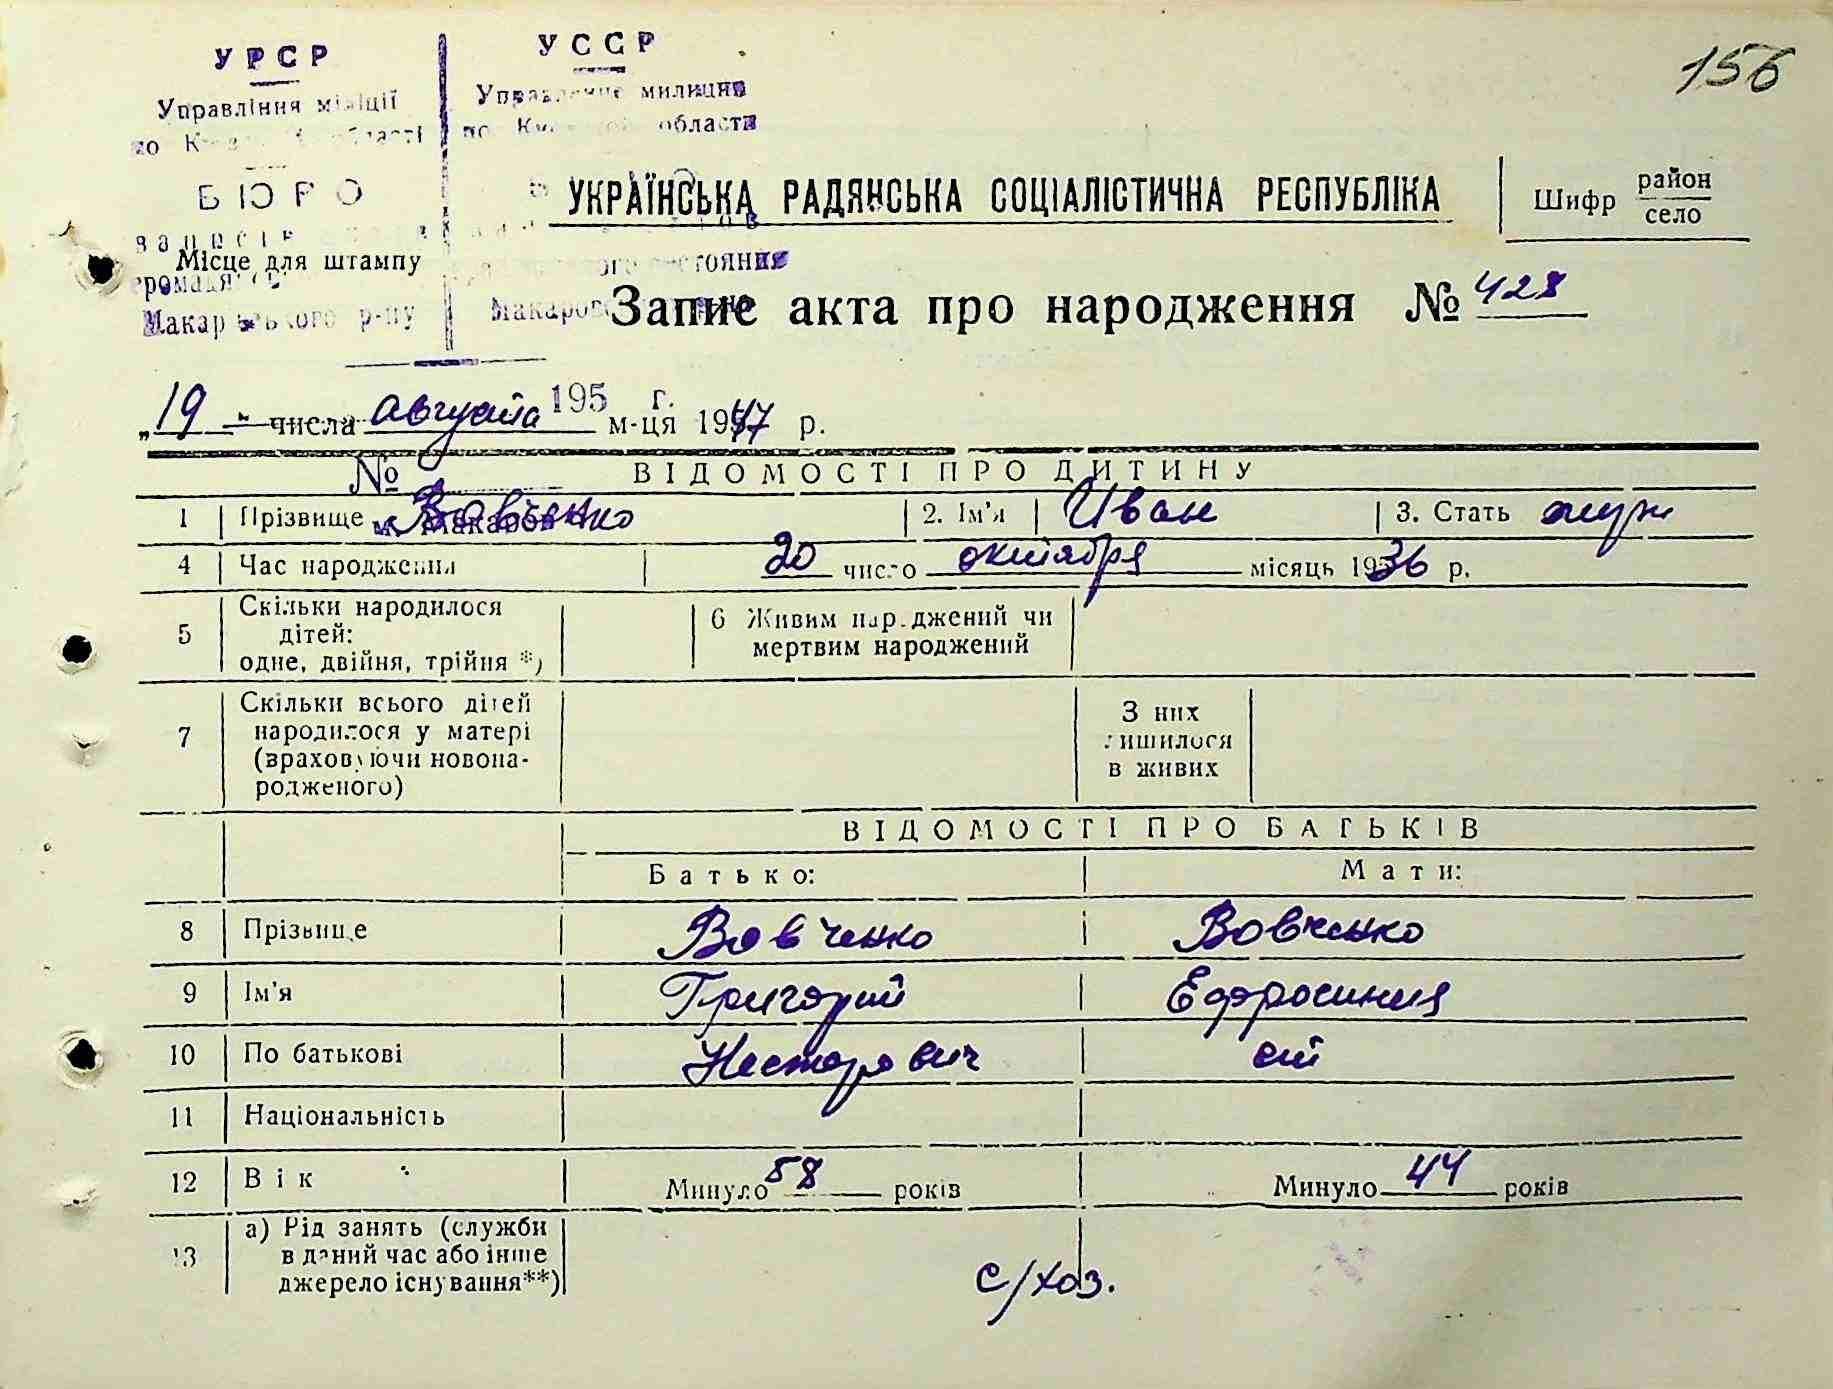 156
УРСР
Управління міліції
по
БЮРО
Місце для штампу
Макарівського р-ну
УССР
Управление милиции
по Киевской области
УКРАЇНСЬКА РАДЯНСЬКА СОЦІАЛІСТИЧНА РЕСПУБЛІКА
Шифр район
село
Запис акта про народження № 428
195 г.
„19" числа августа м-ця 1947 р.
№
ВІДОМОСТІ ПРО ДИТИНУ
1 Прізвище Вовченко 2. Ім'я Иван 3. Стать муж
м. Макаров
4 Час народження 20 число октября місяць 1936 р.
5 Скільки народилося
дітей:
одне, двійня, трійня *)
6 Живим народжений чи
мертвим народжений
7 Скільки всього дітей
народилося у матері
(враховуючи новона-
родженого)
З них
лишилося
в живих
ВІДОМОСТІ ПРО БАТЬКІВ
Батько: Мати:
8 Прізвище Вовченко Вовченко
9 Ім'я Григорий Ефросиния
10 По батькові Несторович
11 Національність
12 Вік Минуло 58 років Минуло 44 років
13 а) Рід занять (служби
в даний час або інше
джерело існування**)
с/хоз.